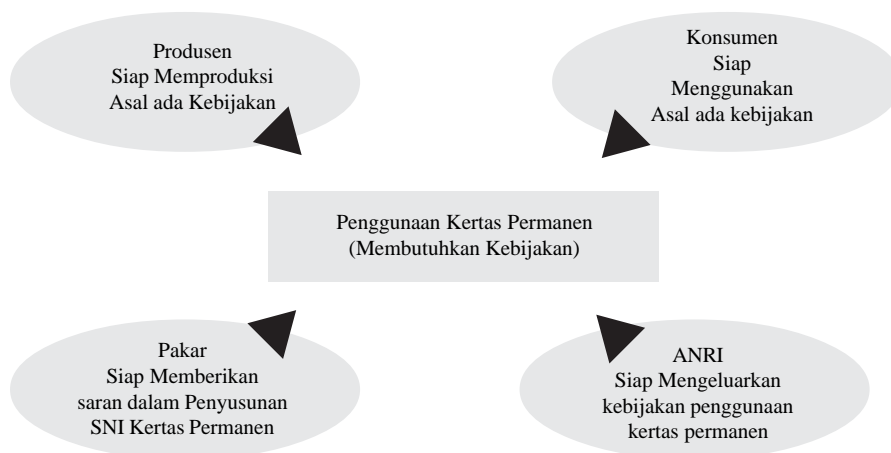 Produsen
Siap Memproduksi
Asal ada Kebijakan
Konsumen
Siap
Menggunakan
Asal ada kebijakan
Penggunaan Kertas Permanen
(Membutuhkan Kebijakan)
Pakar
Siap Memberikan
saran dalam Penyusunan
SNI Kertas Permanen
ANRI
Siap Mengeluarkan
kebijakan penggunaan
kertas permanen